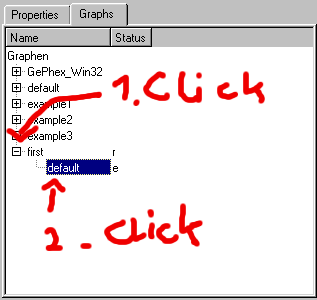 Properties Graphs
Name Status
Graphen
GePhex_Win32
default
example1
1.Click
example2
example3
first r
default e
2 - Click